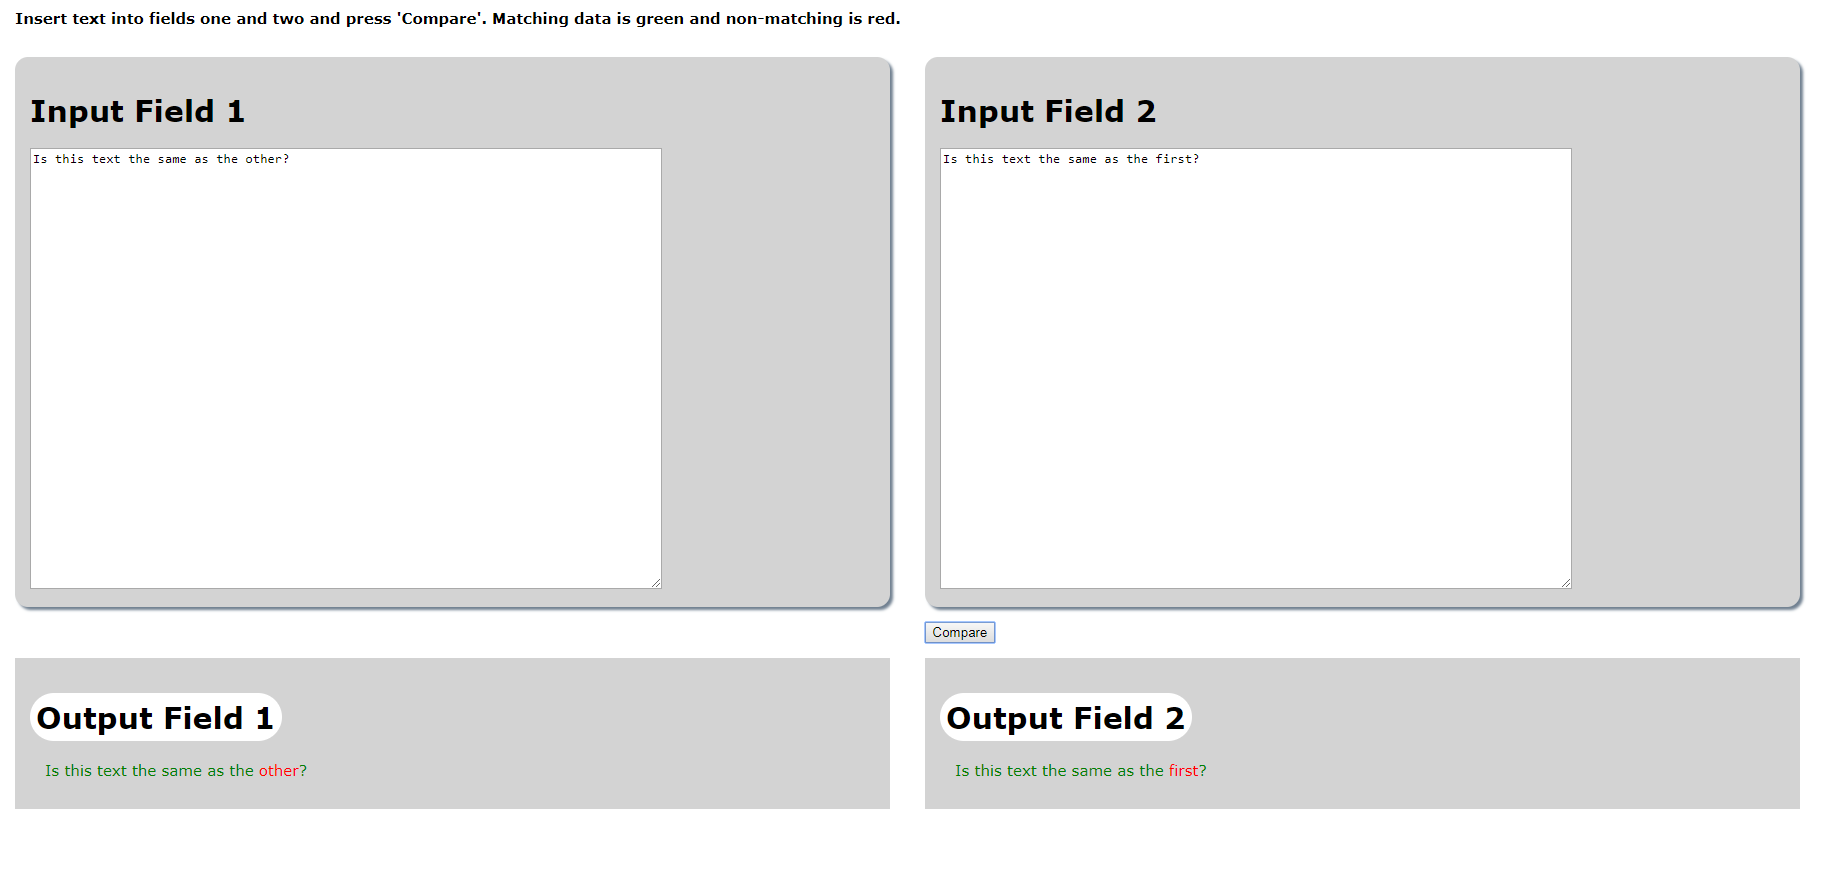 Insert text into fields one and two and press 'Compare'. Matching data is green and non-matching is red.
Input Field 1
Is this text the same as the other?
Input Field 2
Is this text the same as the first?
Compare
Output Field 1
Is this text the same as the other?
Output Field 2
Is this text the same as the first?